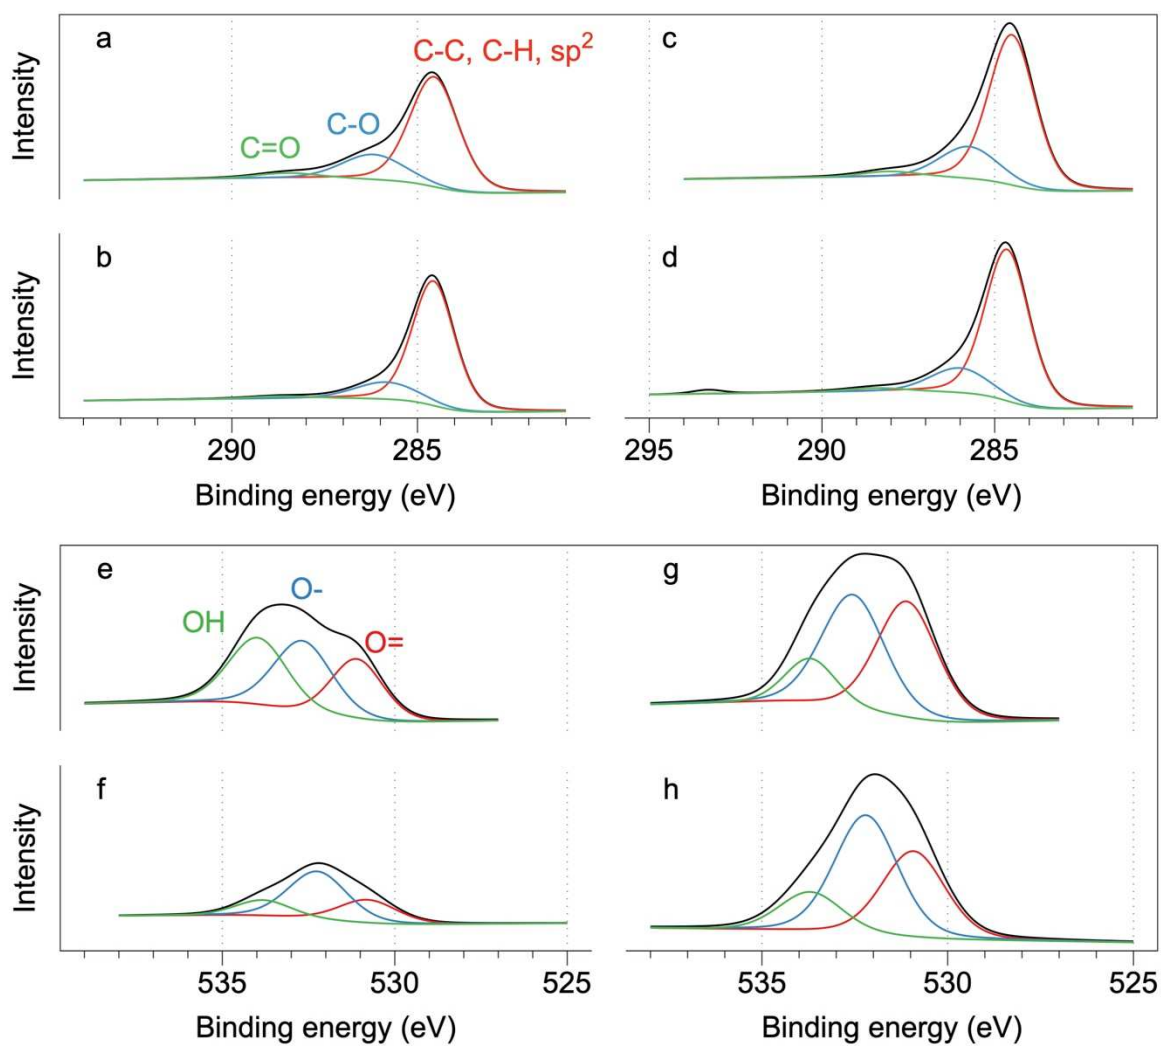 a
C-C, C-H, sp²
C-O
C=O
Intensity
c
b
Intensity
d
290
285
295
290
285
Binding energy (eV)
Binding energy (eV)
e
OH
O-
O=
Intensity
g
f
Intensity
h
535
530
525
535
530
525
Binding energy (eV)
Binding energy (eV)